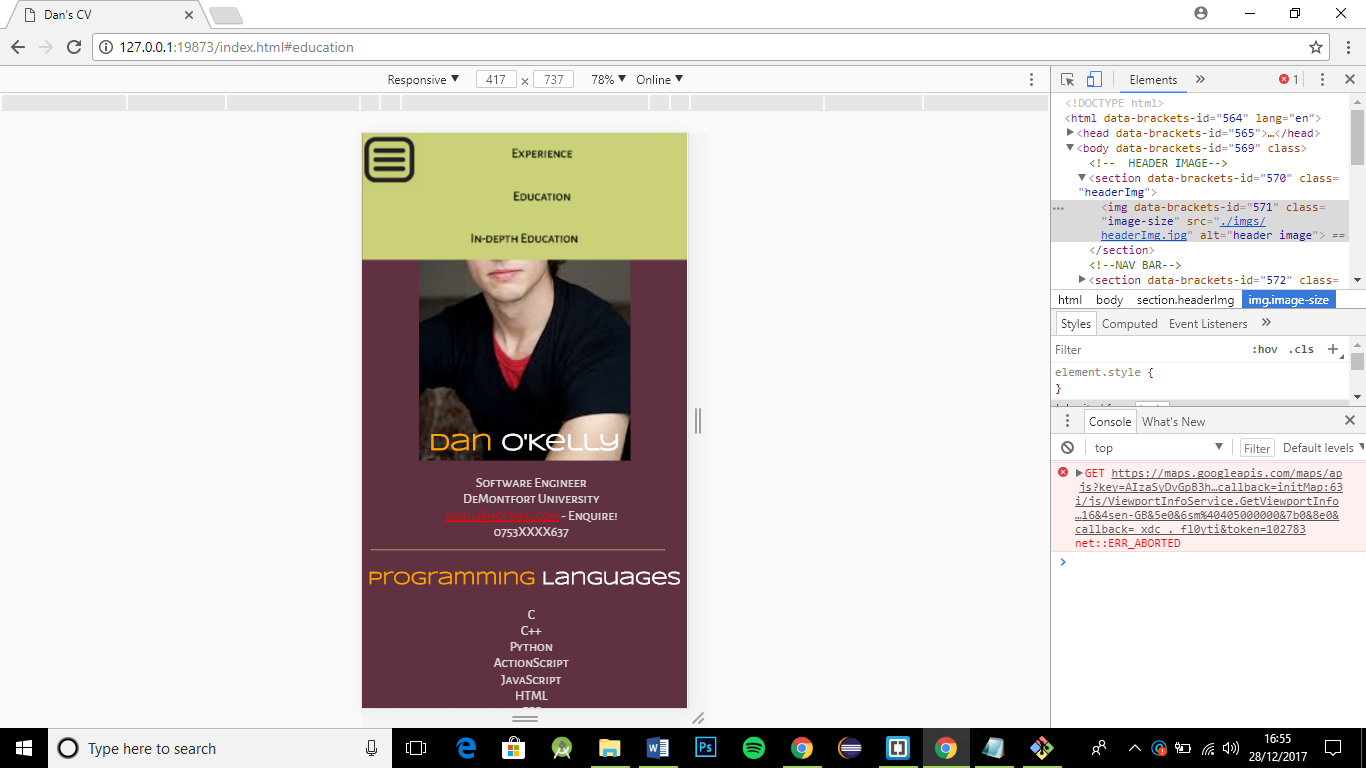 Dan's CV
127.0.0.1:19873/index.html#education
Responsive 417 × 737 78% Online
Elements 1
Experience
Education
In-depth Education
Dan O'Kelly
Software Engineer
DeMontfort University
email@hotmail.com - Enquire!
0753XXXX637
Programming Languages
C
C++
Python
ActionScript
JavaScript
HTML
<!DOCTYPE html>
<html data-brackets-id="564" lang="en">
<head data-brackets-id="565">…</head>
<body data-brackets-id="569" class>
<!-- HEADER IMAGE-->
<section data-brackets-id="570" class=
"headerImg">
<img data-brackets-id="571" class=
"image-size" src="./imgs/
headerImg.jpg" alt="header image"> ==
</section>
<!--NAV BAR-->
<section data-brackets-id="572" class=
html body section.headerImg img.image-size
Styles Computed Event Listeners
Filter :hov .cls +
element.style {
}
Console What's New
top Filter Default levels
GET https://maps.googleapis.com/maps/ap
js?key=AIzaSyDvGpB3h…callback=initMap:63
i/js/ViewportInfoService.GetViewportInfo
…16&4sen-GB&5e0&6sm%40405000000&7b0&8e0&
callback=_xdc_._fl0yti&token=102783
net::ERR_ABORTED
Type here to search
16:55
28/12/2017